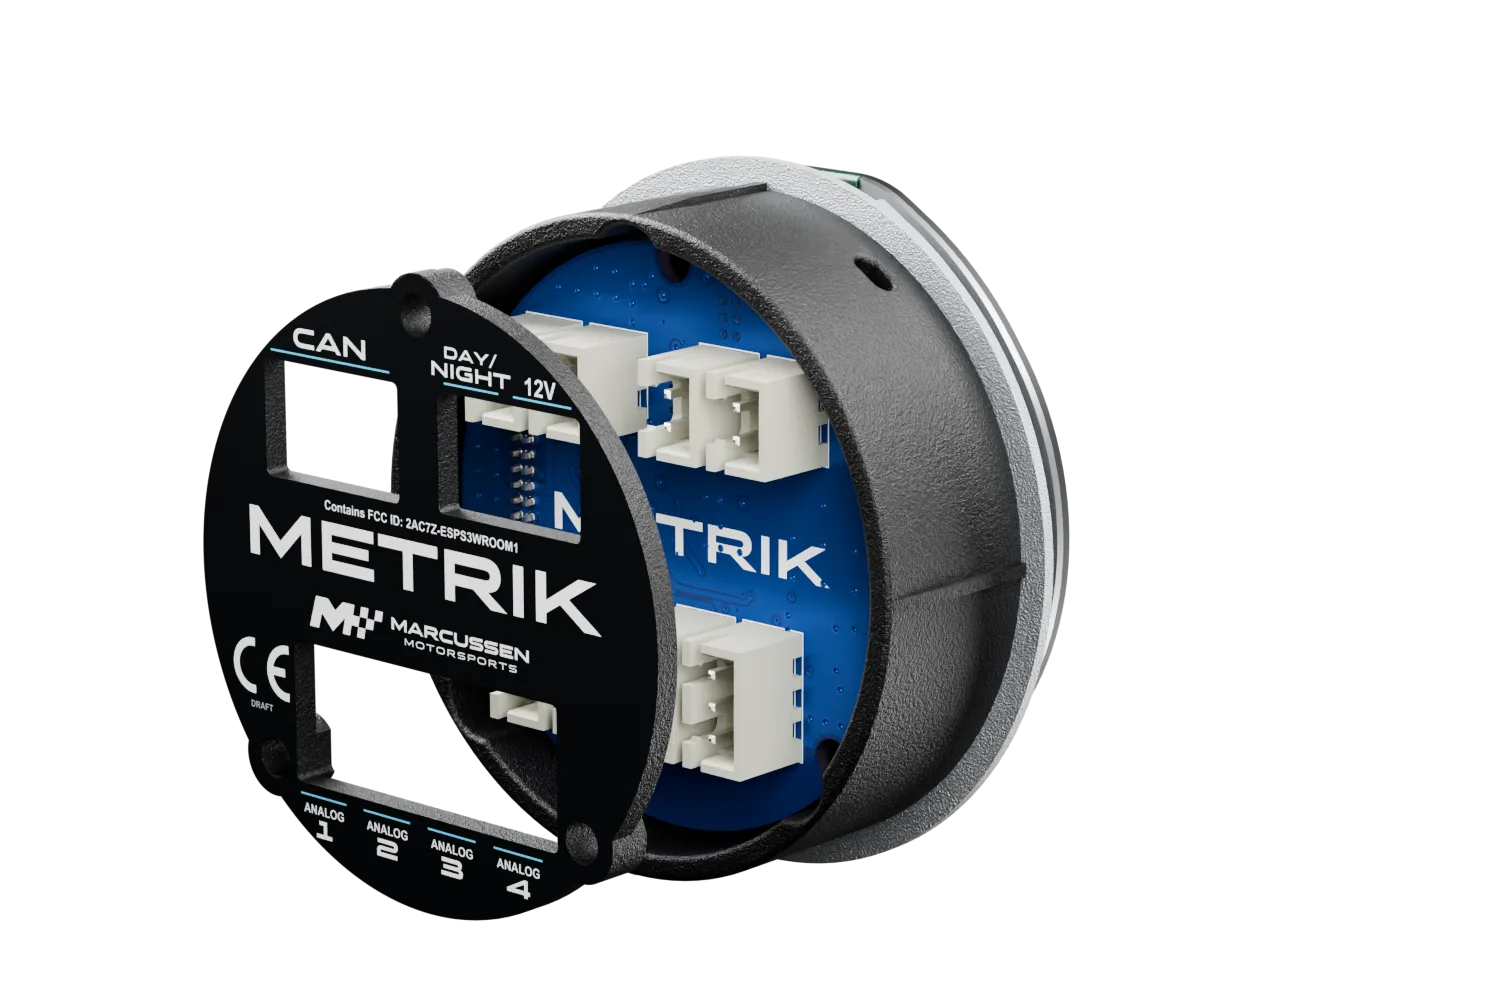 CAN
DAY/
NIGHT
12V
Contains FCC ID: 2AC7Z-ESPS3WROOM1
METRIK
MARCUSSEN
MOTORSPORTS
CE
DRAFT
ANALOG
1
ANALOG
2
ANALOG
3
ANALOG
4
M
TRIK